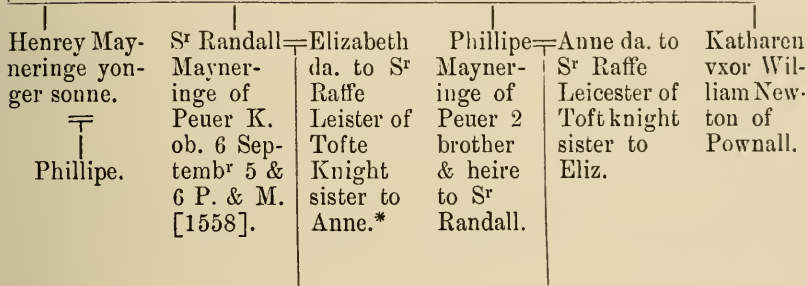 Henrey May-
neringe yon-
ger sonne.
Phillipe.
Sʳ Randall
Mayner-
inge of
Peuer K.
ob. 6 Sep-
tembʳ 5 &
6 P. & M.
[1558].
Elizabeth
da. to Sʳ
Raffe
Leister of
Tofte
Knight
sister to
Anne.*
Phillipe
Mayner-
inge of
Peuer 2
brother
& heire
to Sʳ
Randall.
Anne da. to
Sʳ Raffe
Leicester of
Toft knight
sister to
Eliz.
Katharen
vxor Wil-
liam New-
ton of
Pownall.